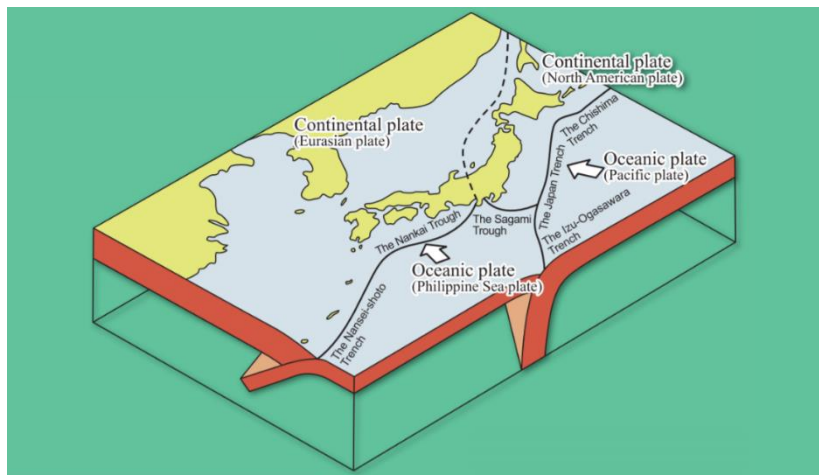 Continental plate
(North American plate)
Continental plate
(Eurasian plate)
The Chishima
Trench
Oceanic plate
(Pacific plate)
The Japan Trench
The Izu-Ogasawara
Trench
The Sagami
Trough
The Nankai Trough
Oceanic plate
(Philippine Sea plate)
The Nansei-shoto
Trench